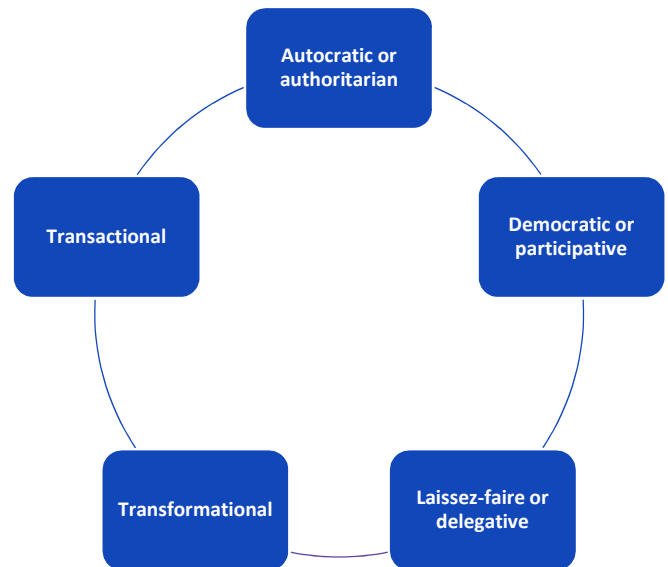 Autocratic or
authoritarian
Democratic or
participative
Laissez-faire or
delegative
Transformational
Transactional